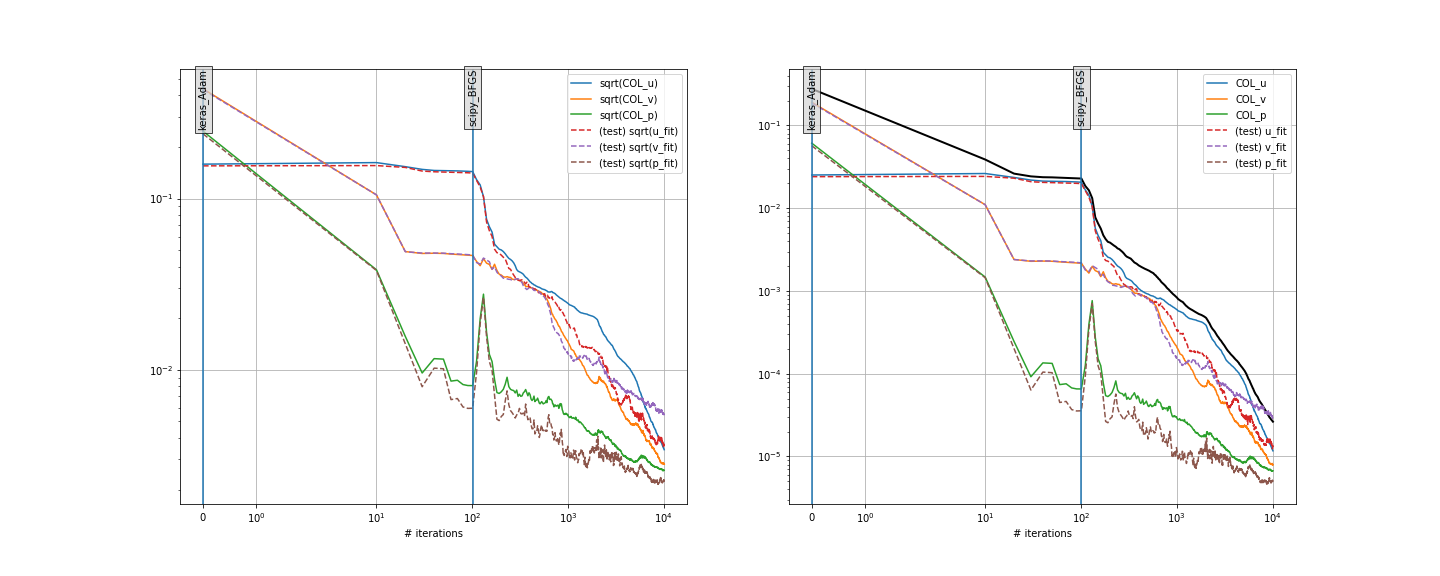 keras_Adam
scipy_BFGS
sqrt(COL_u)
sqrt(COL_v)
sqrt(COL_p)
(test) sqrt(u_fit)
(test) sqrt(v_fit)
(test) sqrt(p_fit)
10⁻¹
10⁻²
0
10⁰
10¹
10²
10³
10⁴
# iterations
keras_Adam
scipy_BFGS
COL_u
COL_v
COL_p
(test) u_fit
(test) v_fit
(test) p_fit
10⁻¹
10⁻²
10⁻³
10⁻⁴
10⁻⁵
0
10⁰
10¹
10²
10³
10⁴
# iterations